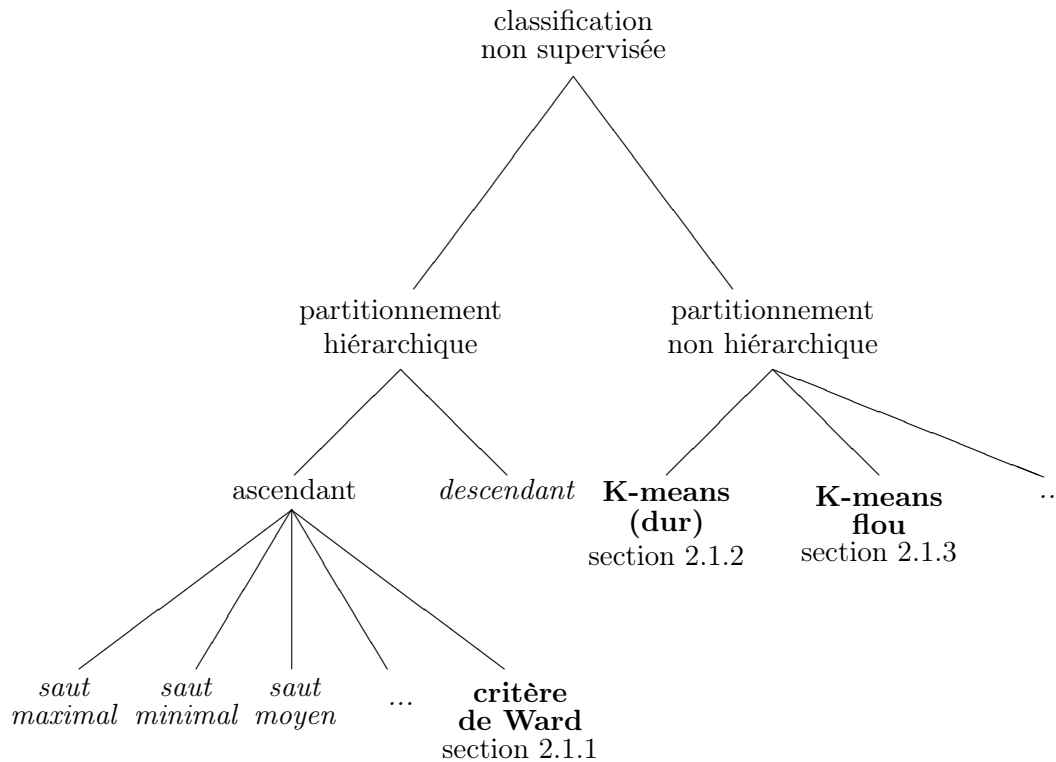 classification
non supervisée
partitionnement
hiérarchique
partitionnement
non hiérarchique
ascendant
descendant
K-means
(dur)
section 2.1.2
K-means
flou
section 2.1.3
..
saut
maximal
saut
minimal
saut
moyen
...
critère
de Ward
section 2.1.1